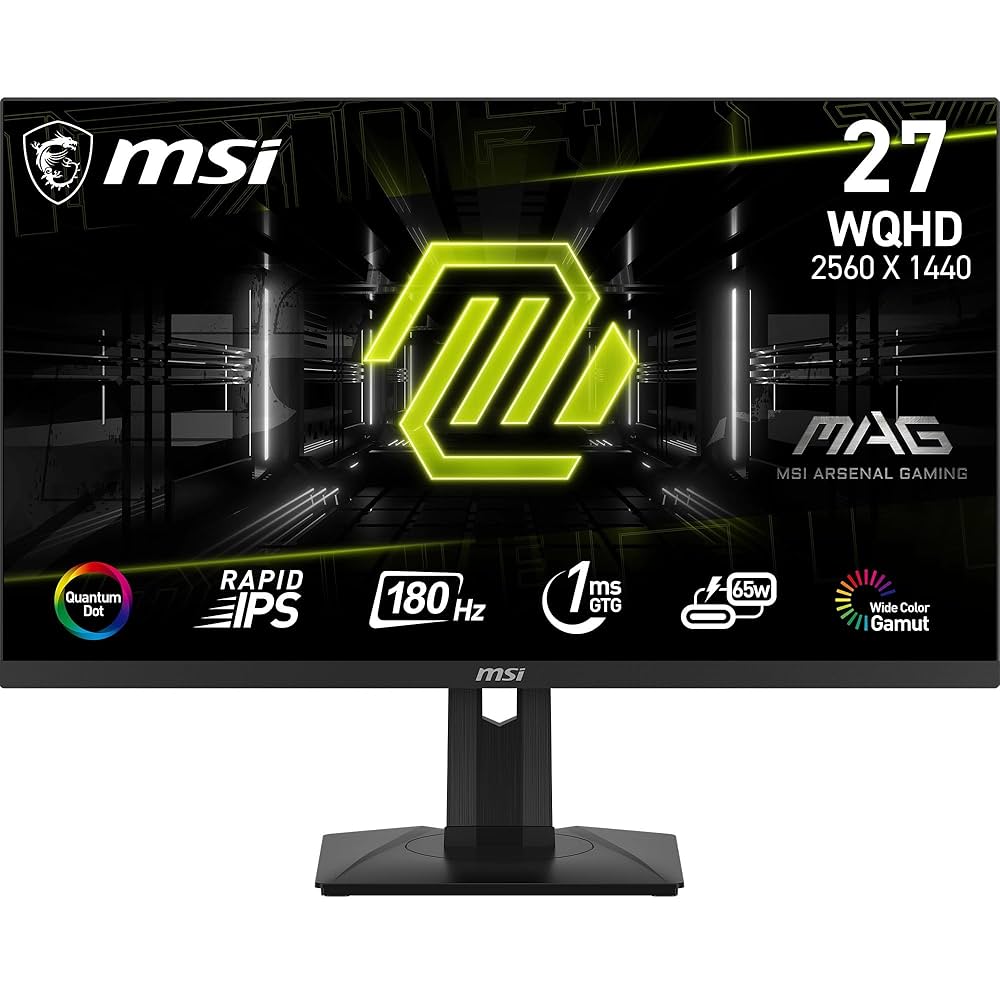 msi
27
WQHD
2560 X 1440
MAG
MSI ARSENAL GAMING
Quantum
Dot
RAPID
IPS
180 Hz
1ms
GTG
65w
Wide Color
Gamut
msi